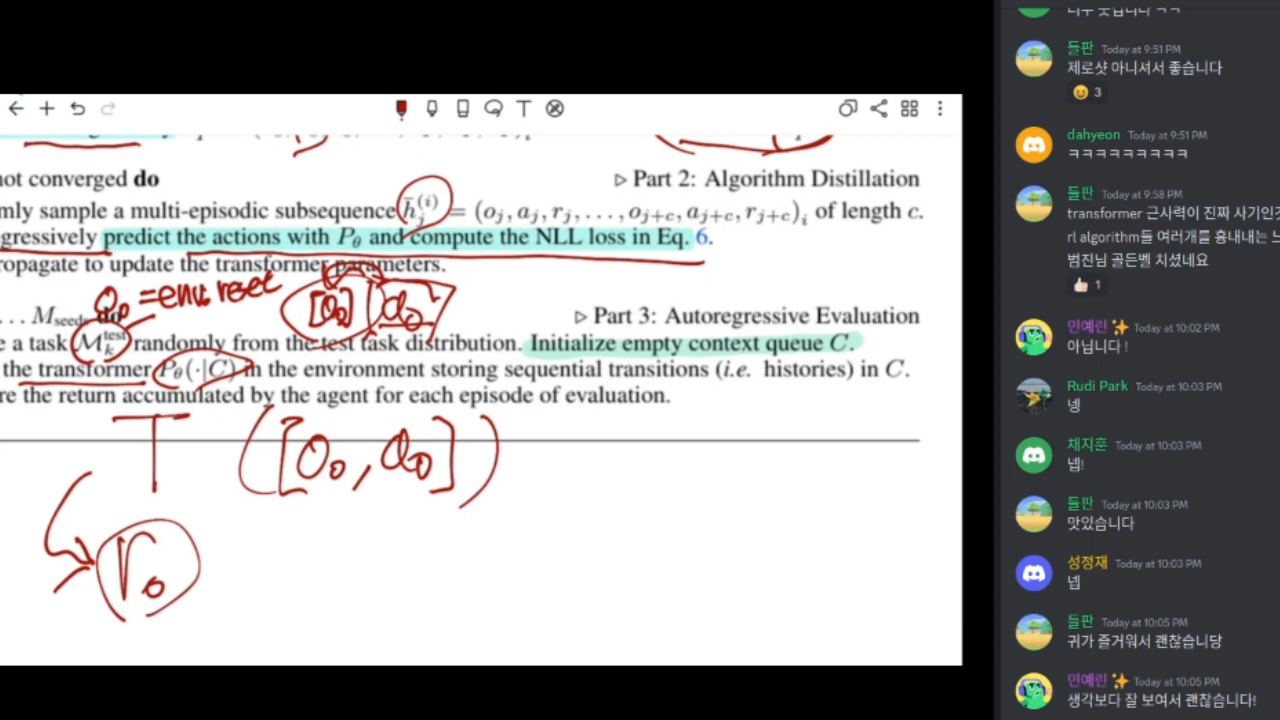 not converged do
▷ Part 2: Algorithm Distillation
mly sample a multi-episodic subsequence h̄_j^(i) = (o_j, a_j, r_j, . . . , o_{j+c}, a_{j+c}, r_{j+c})_i of length c.
gressively predict the actions with P_θ and compute the NLL loss in Eq. 6.
ropagate to update the transformer parameters.
O₀ = env. reset
[O₀] a₀
. . . M_seeds do
▷ Part 3: Autoregressive Evaluation
e a task M_k^test randomly from the test task distribution. Initialize empty context queue C.
the transformer P_θ(·|C) in the environment storing sequential transitions (i.e. histories) in C.
re the return accumulated by the agent for each episode of evaluation.
T ([O₀, a₀])
r₀
들판 Today at 9:51 PM
제로샷 아니셔서 좋습니다
3
dahyeon Today at 9:51 PM
ㅋㅋㅋㅋㅋㅋㅋㅋㅋ
들판 Today at 9:58 PM
transformer 근사력이 진짜 사기인
rl algorithm들 여러개를 흉내내는
범진님 골든벨 치셨네요
1
민예린 Today at 10:02 PM
아닙니다 !
Rudi Park Today at 10:03 PM
넹
채지훈 Today at 10:03 PM
넵!
들판 Today at 10:03 PM
맛있습니다
성정재 Today at 10:03 PM
넵
들판 Today at 10:05 PM
귀가 즐거워서 괜찮습니당
민예린 Today at 10:05 PM
생각보다 잘 보여서 괜찮습니다!